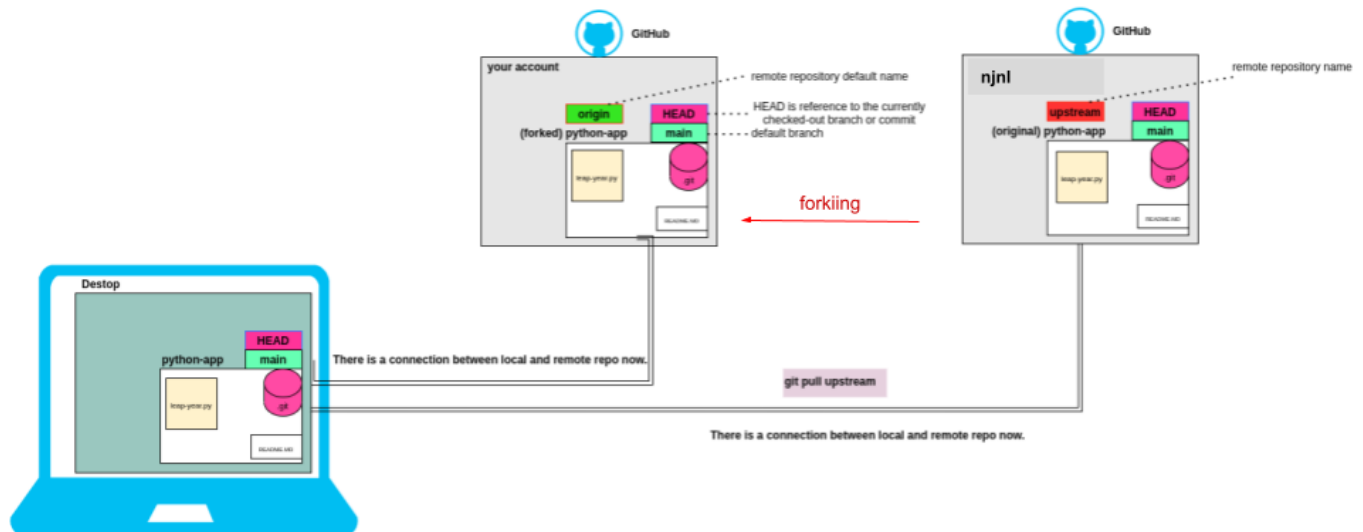 GitHub
your account
remote repository default name
origin
HEAD
HEAD is reference to the currently
checked-out branch or commit
(forked) python-app
main
default branch
leap-year.py
git
README.MD
GitHub
njnl
remote repository name
upstream
HEAD
(original) python-app
main
leap-year.py
git
README.MD
forkiing
Destop
HEAD
python-app
main
There is a connection between local and remote repo now.
leap-year.py
git
README.MD
git pull upstream
There is a connection between local and remote repo now.